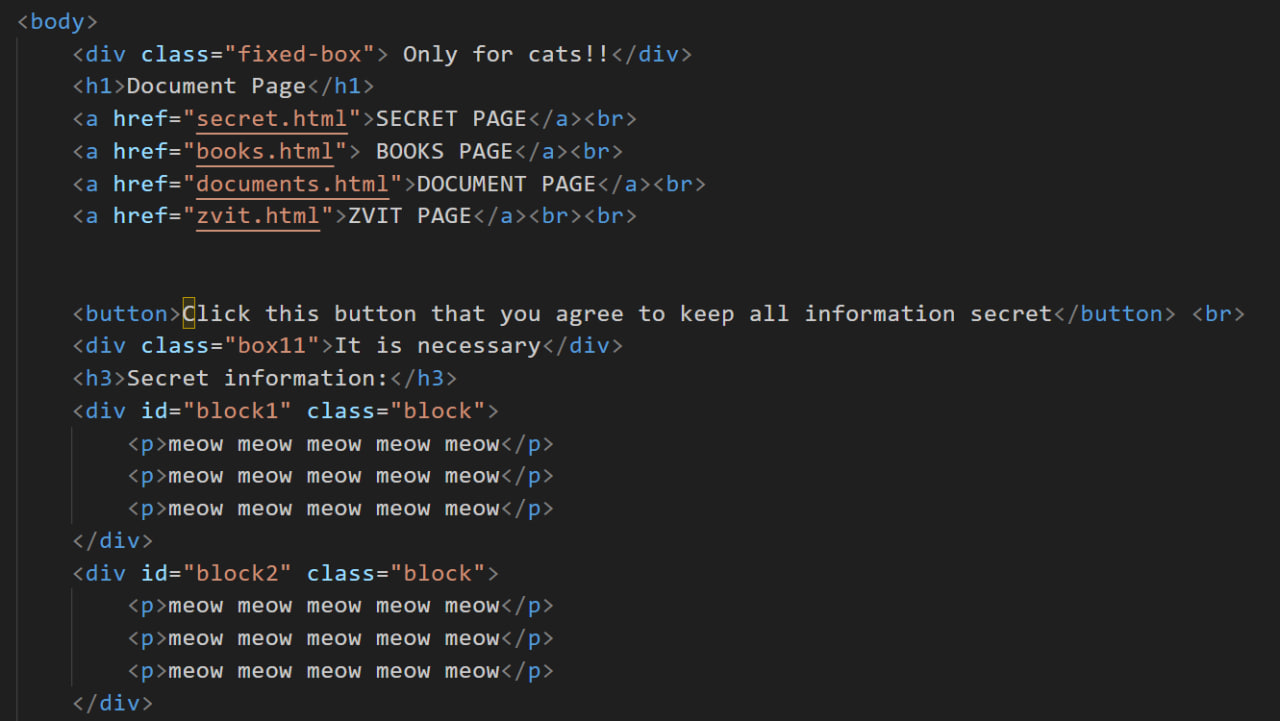 <body>
<div class="fixed-box"> Only for cats!!</div>
<h1>Document Page</h1>
<a href="secret.html">SECRET PAGE</a><br>
<a href="books.html"> BOOKS PAGE</a><br>
<a href="documents.html">DOCUMENT PAGE</a><br>
<a href="zvit.html">ZVIT PAGE</a><br><br>
<button>Click this button that you agree to keep all information secret</button> <br>
<div class="box11">It is necessary</div>
<h3>Secret information:</h3>
<div id="block1" class="block">
<p>meow meow meow meow meow</p>
<p>meow meow meow meow meow</p>
<p>meow meow meow meow meow</p>
</div>
<div id="block2" class="block">
<p>meow meow meow meow meow</p>
<p>meow meow meow meow meow</p>
<p>meow meow meow meow meow</p>
</div>